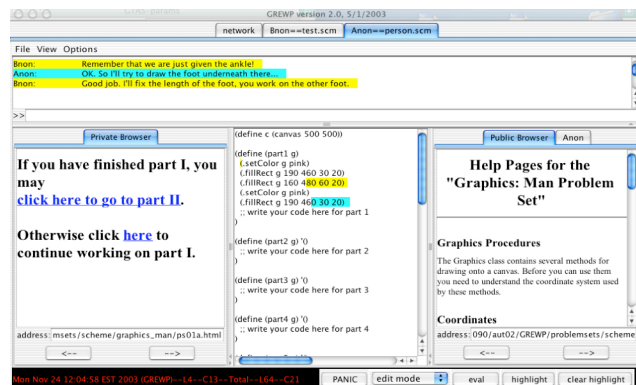 GREWP version 2.0, 5/1/2003
network Bnon==test.scm Anon==person.scm
File View Options
Bnon: Remember that we are just given the ankle!
Anon: OK. So I'll try to draw the foot underneath there...
Bnon: Good job. I'll fix the length of the foot, you work on the other foot.
>>
Private Browser
If you have finished part I, you
may
click here to go to part II.
Otherwise click here to
continue working on part I.
address: msets/scheme/graphics_man/ps01a.html
<-- -->
(define c (canvas 500 500))
(define (part1 g)
(.setColor g pink)
(.fillRect g 190 460 30 20)
(.fillRect g 160 480 60 20)
(.setColor g pink)
(.fillRect g 190 460 30 20)
;; write your code here for part 1
)
(define (part2 g) '()
;; write your code here for part 2
)
(define (part3 g) '()
;; write your code here for part 3
)
(define (part4 g) '()
;; write your code here for part 4
)
Public Browser Anon
Help Pages for the
"Graphics: Man Problem
Set"
Graphics Procedures
The Graphics class contains several methods for
drawing onto a canvas. Before you can use them
you need to understand the coordinate system used
by these methods.
Coordinates
address: 090/aut02/GREWP/problemsets/scheme
<-- -->
Mon Nov 24 12:04:58 EST 2003 (GREWP)--L4--C13--Total--L64--C21
PANIC edit mode eval highlight clear highlight